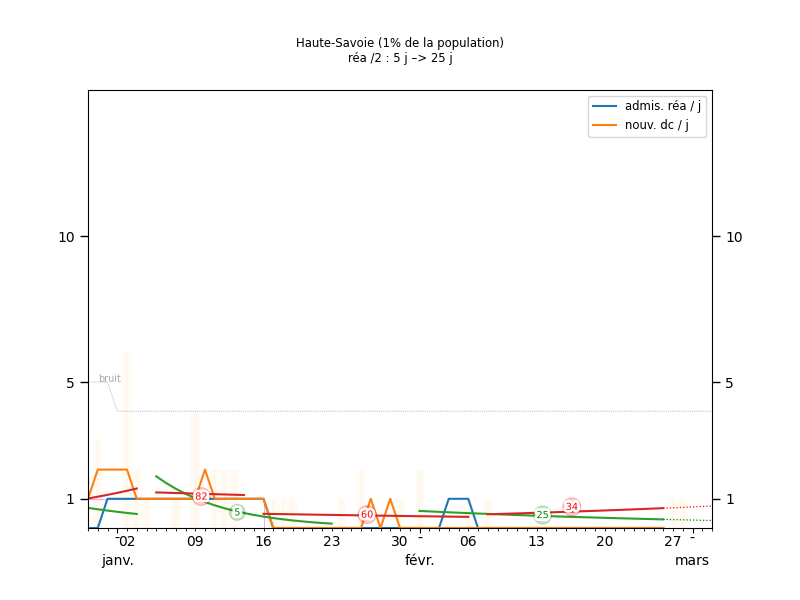 Haute-Savoie (1% de la population)
réa /2 : 5 j –> 25 j
admis. réa / j
nouv. dc / j
10 10
bruit
5 5
82
34
60
25
5
1 1
02 09 16 23 30 06 13 20 27
janv. févr. mars